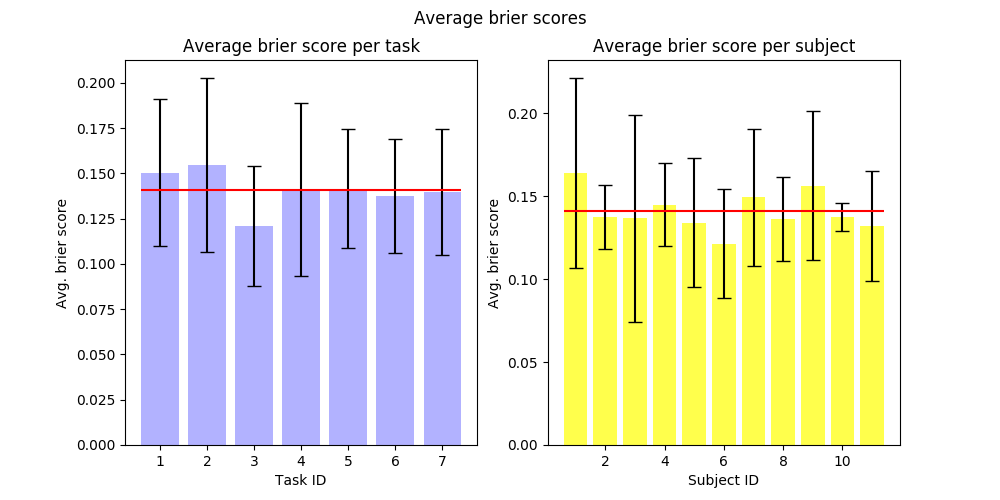 Average brier scores
Average brier score per task
Avg. brier score
0.200
0.175
0.150
0.125
0.100
0.075
0.050
0.025
0.000
1 2 3 4 5 6 7
Task ID
Average brier score per subject
Avg. brier score
0.20
0.15
0.10
0.05
0.00
2 4 6 8 10
Subject ID